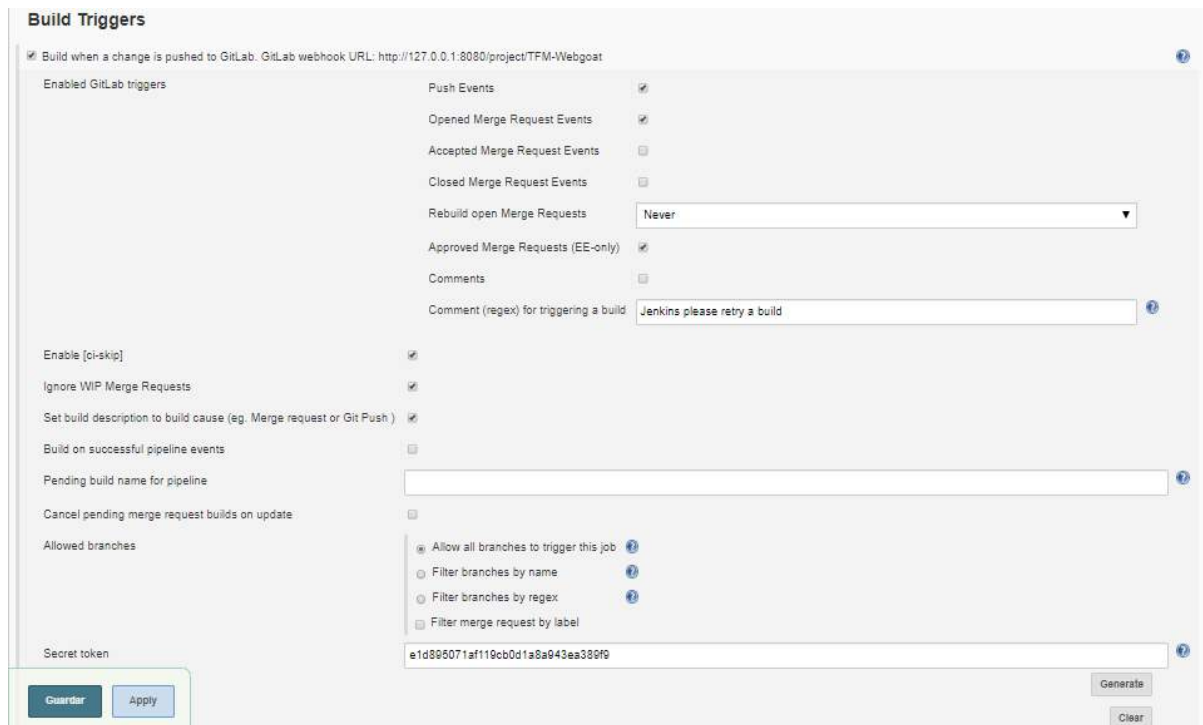 Build Triggers
Build when a change is pushed to GitLab. GitLab webhook URL: http://127.0.0.1:8080/project/TFM-Webgoat
Enabled GitLab triggers
Push Events
Opened Merge Request Events
Accepted Merge Request Events
Closed Merge Request Events
Rebuild open Merge Requests Never
Approved Merge Requests (EE-only)
Comments
Comment (regex) for triggering a build Jenkins please retry a build
Enable [ci-skip]
Ignore WIP Merge Requests
Set build description to build cause (eg. Merge request or Git Push )
Build on successful pipeline events
Pending build name for pipeline
Cancel pending merge request builds on update
Allowed branches
Allow all branches to trigger this job
Filter branches by name
Filter branches by regex
Filter merge request by label
Secret token e1d895071af119cb0d1a8a943ea389f9
Generate
Guardar Apply
Clear